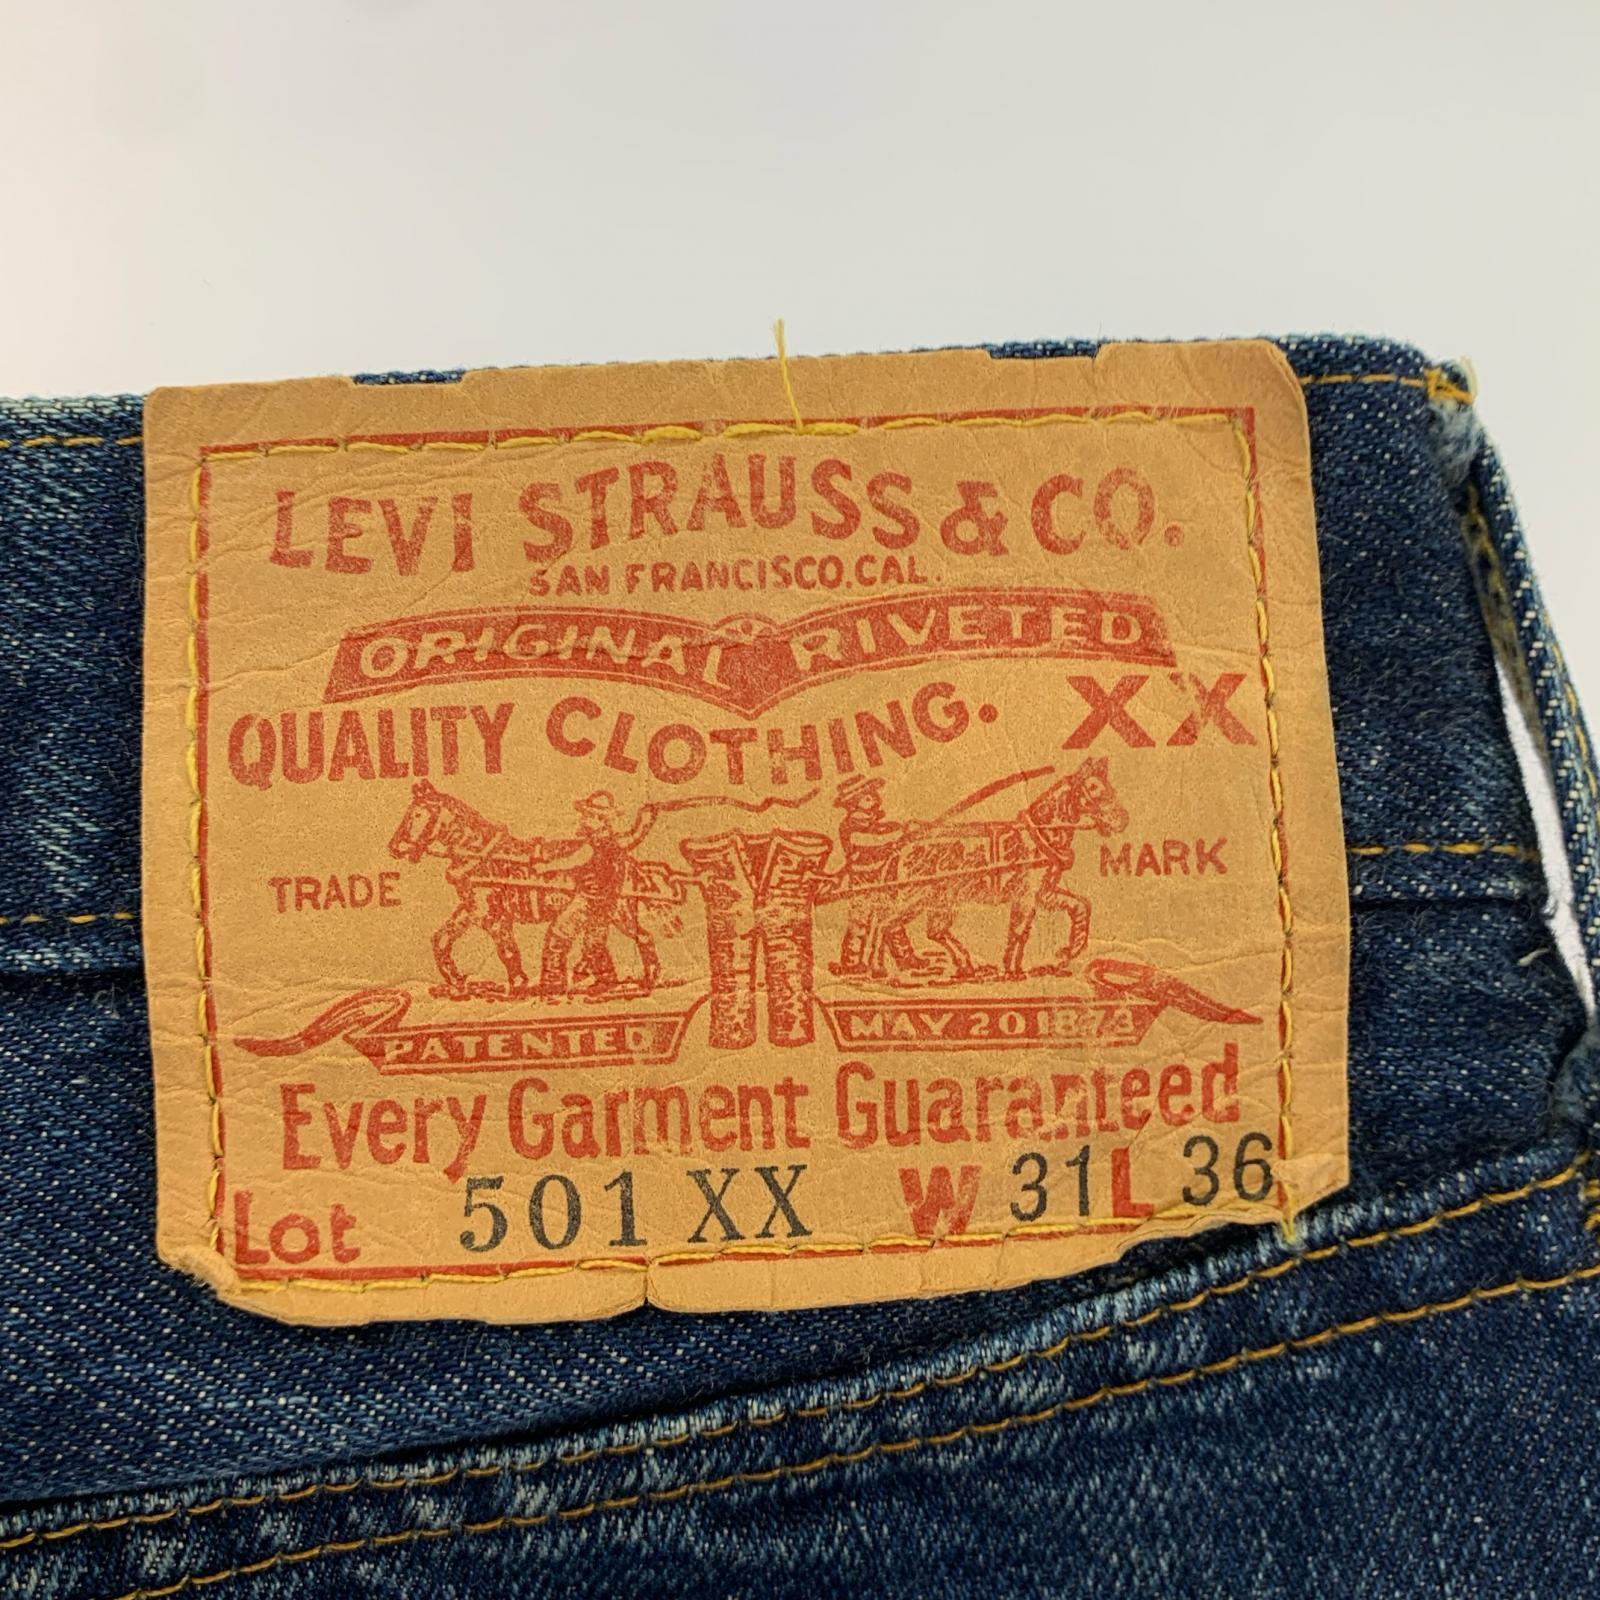 LEVI STRAUSS & CO.
SAN FRANCISCO.CAL.
ORIGINAL RIVETED
QUALITY CLOTHING. XX
TRADE MARK
PATENTED MAY 20 1873
Every Garment Guaranteed
Lot 501 XX W 31 L 36